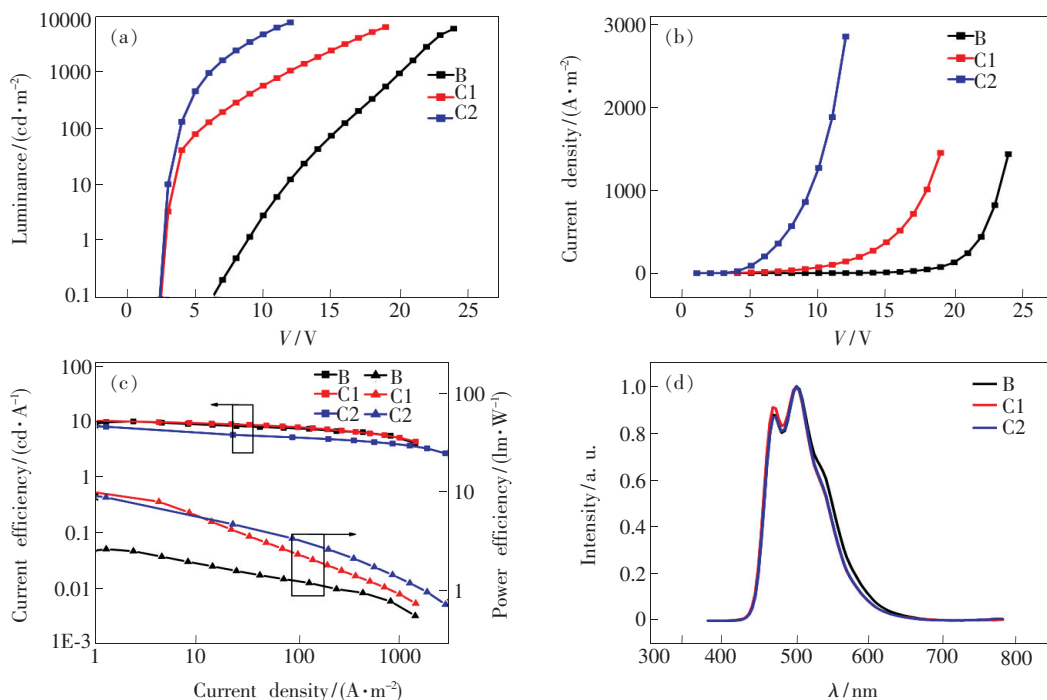 (a)
10000
1000
100
10
1
0.1
Luminance/(cd·m⁻²)
B
C1
C2
0 5 10 15 20 25
V/V
(b)
3000
2000
1000
0
Current density/(A·m⁻²)
B
C1
C2
0 5 10 15 20 25
V/V
(c)
100
10
1
0.1
0.01
1E-3
Current efficiency/(cd·A⁻¹)
B B
C1 C1
C2 C2
100
10
1
Power efficiency/(lm·W⁻¹)
1 10 100 1000
Current density/(A·m⁻²)
(d)
1.0
0.8
0.6
0.4
0.2
0
Intensity/a. u.
B
C1
C2
300 400 500 600 700 800
λ/nm